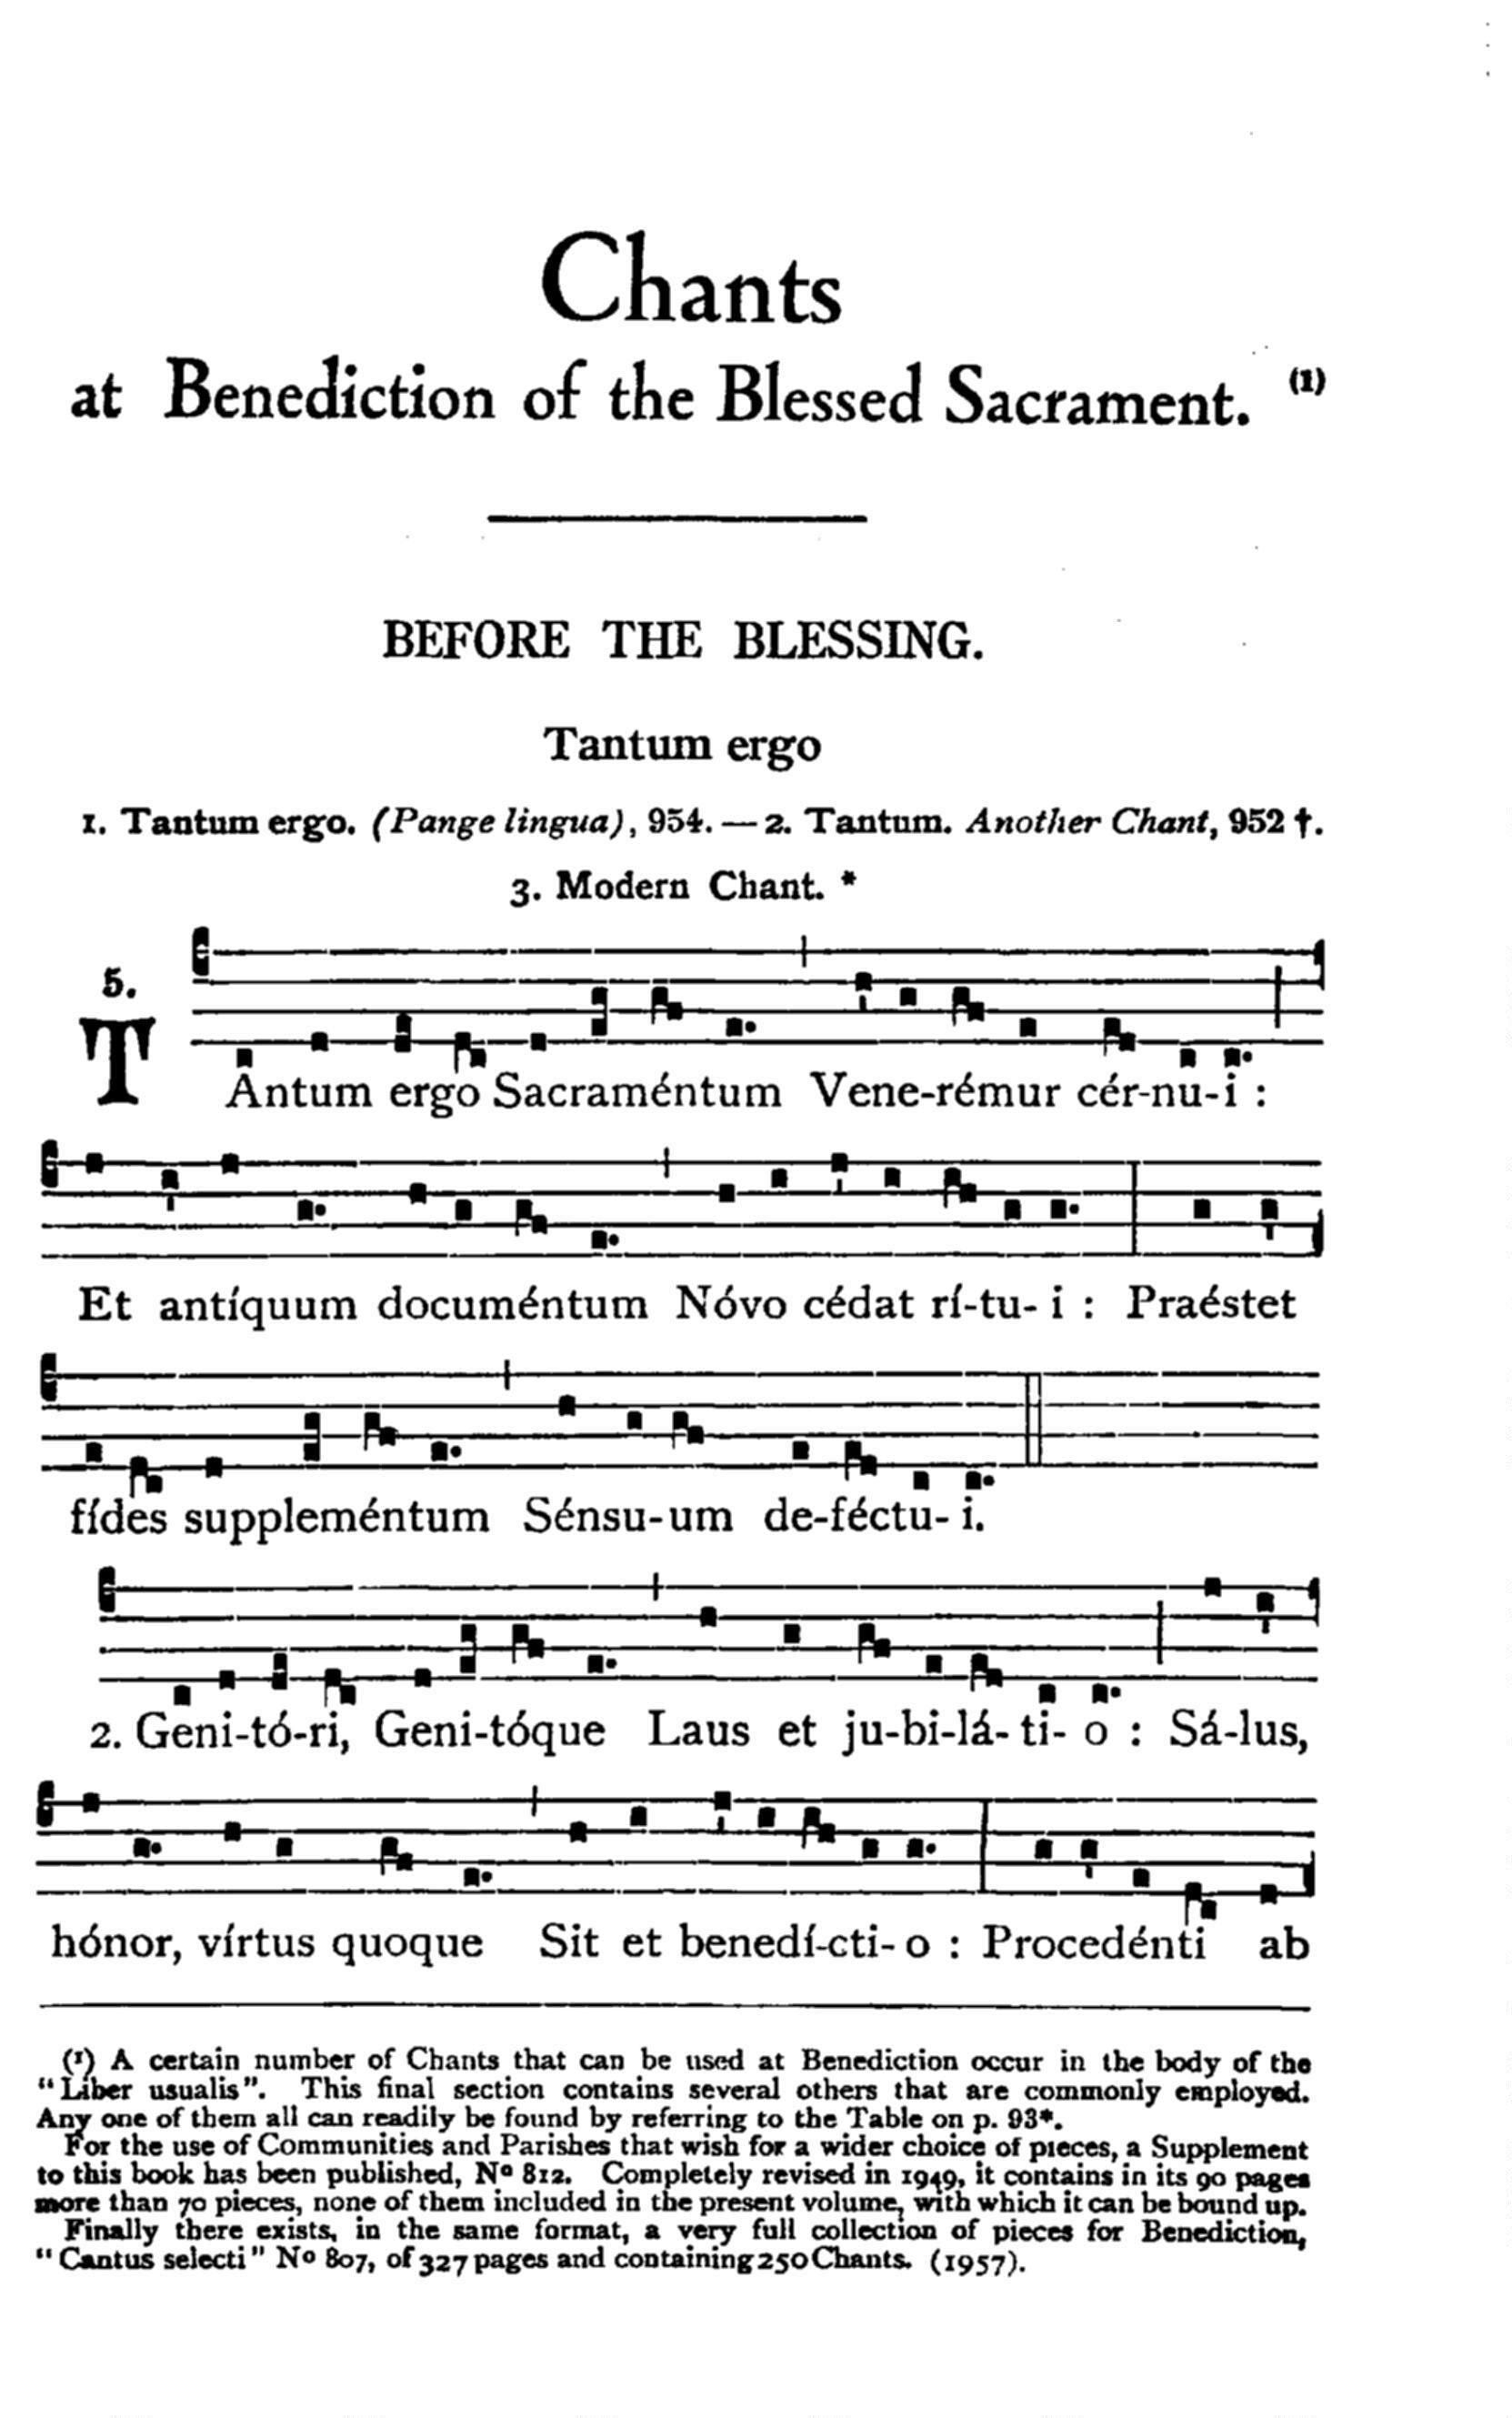 Chants
at Benediction of the Blessed Sacrament. (1)
BEFORE THE BLESSING.
Tantum ergo
1. Tantum ergo. (Pange lingua), 954. — 2. Tantum. Another Chant, 952 †.
3. Modern Chant. *
5.
TAntum ergo Sacraméntum Vene-rémur cér-nu-i :
Et antíquum documéntum Nóvo cédat rí-tu- i : Praéstet
fídes suppleméntum Sénsu-um de-féctu- i.
2. Geni-tó-ri, Geni-tóque Laus et ju-bi-lá- ti- o : Sá-lus,
hónor, vírtus quoque Sit et benedí-cti- o : Procedénti ab
(1) A certain number of Chants that can be used at Benediction occur in the body of the
“Liber usualis”. This final section contains several others that are commonly employed.
Any one of them all can readily be found by referring to the Table on p. 93*.
For the use of Communities and Parishes that wish for a wider choice of pieces, a Supplement
to this book has been published, Nº 812. Completely revised in 1949, it contains in its 90 pages
more than 70 pieces, none of them included in the present volume, with which it can be bound up.
Finally there exists, in the same format, a very full collection of pieces for Benediction,
“Cantus selecti” Nº 807, of 327 pages and containing 250 Chants. (1957).